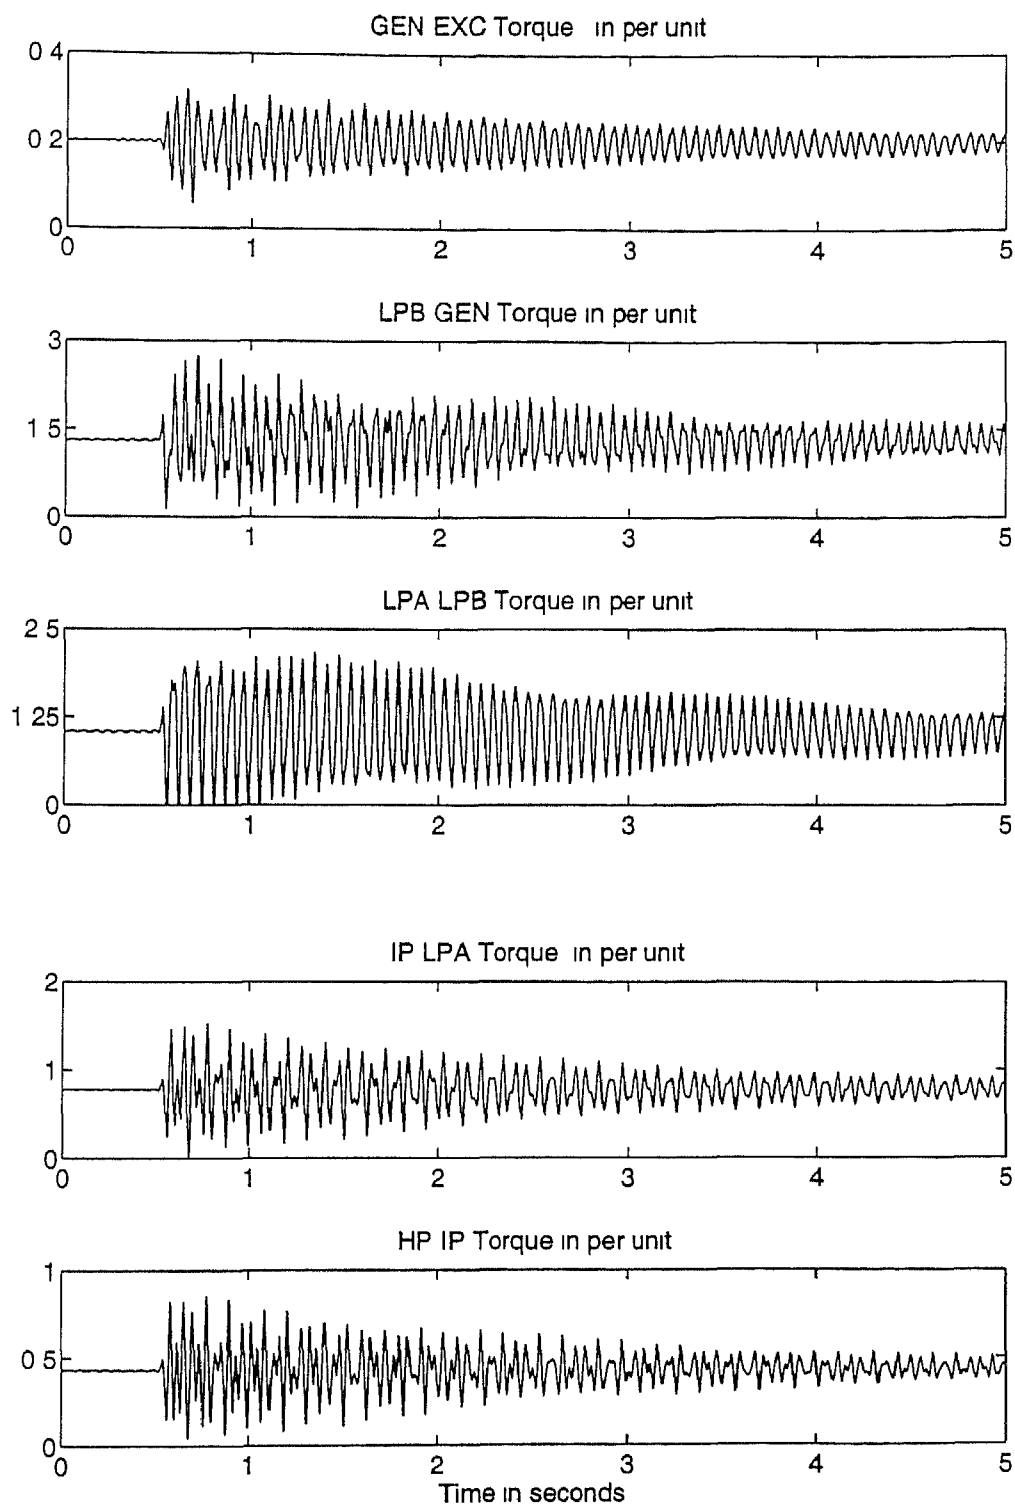 GEN EXC Torque in per unit
0 4
0 2
0
0 1 2 3 4 5
LPB GEN Torque in per unit
3
1 5
0
0 1 2 3 4 5
LPA LPB Torque in per unit
2 5
1 25
0
0 1 2 3 4 5
IP LPA Torque in per unit
2
1
0
0 1 2 3 4 5
HP IP Torque in per unit
1
0 5
0
0 1 2 3 4 5
Time in seconds